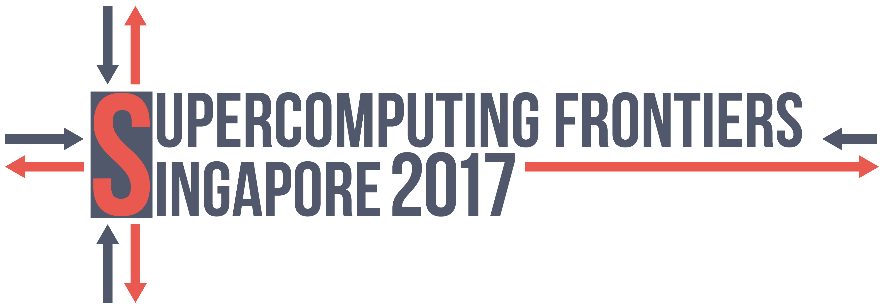 SUPERCOMPUTING FRONTIERS
SINGAPORE 2017